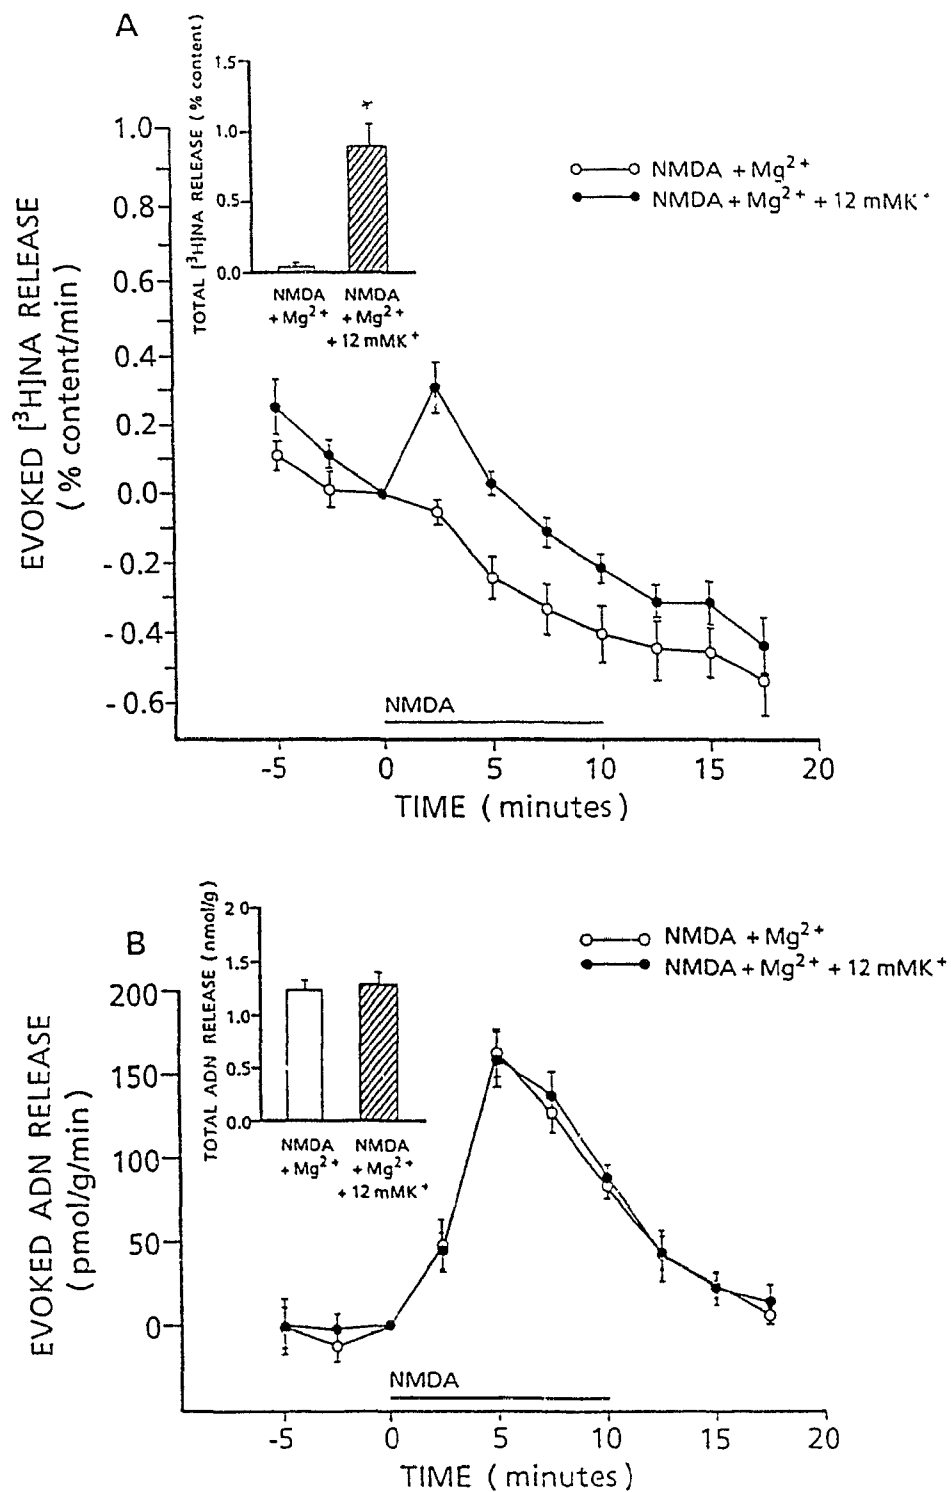 A
TOTAL [³H]NA RELEASE (% content)
1.5
1.0
0.5
0.0
*
NMDA
+Mg²⁺
NMDA
+Mg²⁺
+12 mMK⁺
NMDA +Mg²⁺
NMDA+Mg²⁺ +12 mMK⁺
EVOKED [³H]NA RELEASE
(% content/min)
1.0
0.8
0.6
0.4
0.2
0.0
-0.2
-0.4
-0.6
NMDA
-5 0 5 10 15 20
TIME (minutes)
B
TOTAL ADN RELEASE (nmol/g)
2 0
1.5
1.0
0.5
0.0
NMDA
+Mg²⁺
NMDA
+Mg²⁺
+12 mMK⁺
NMDA +Mg²⁺
NMDA+Mg²⁺ +12 mMK⁺
EVOKED ADN RELEASE
(pmol/g/min)
200
150
100
50
0
NMDA
-5 0 5 10 15 20
TIME (minutes)